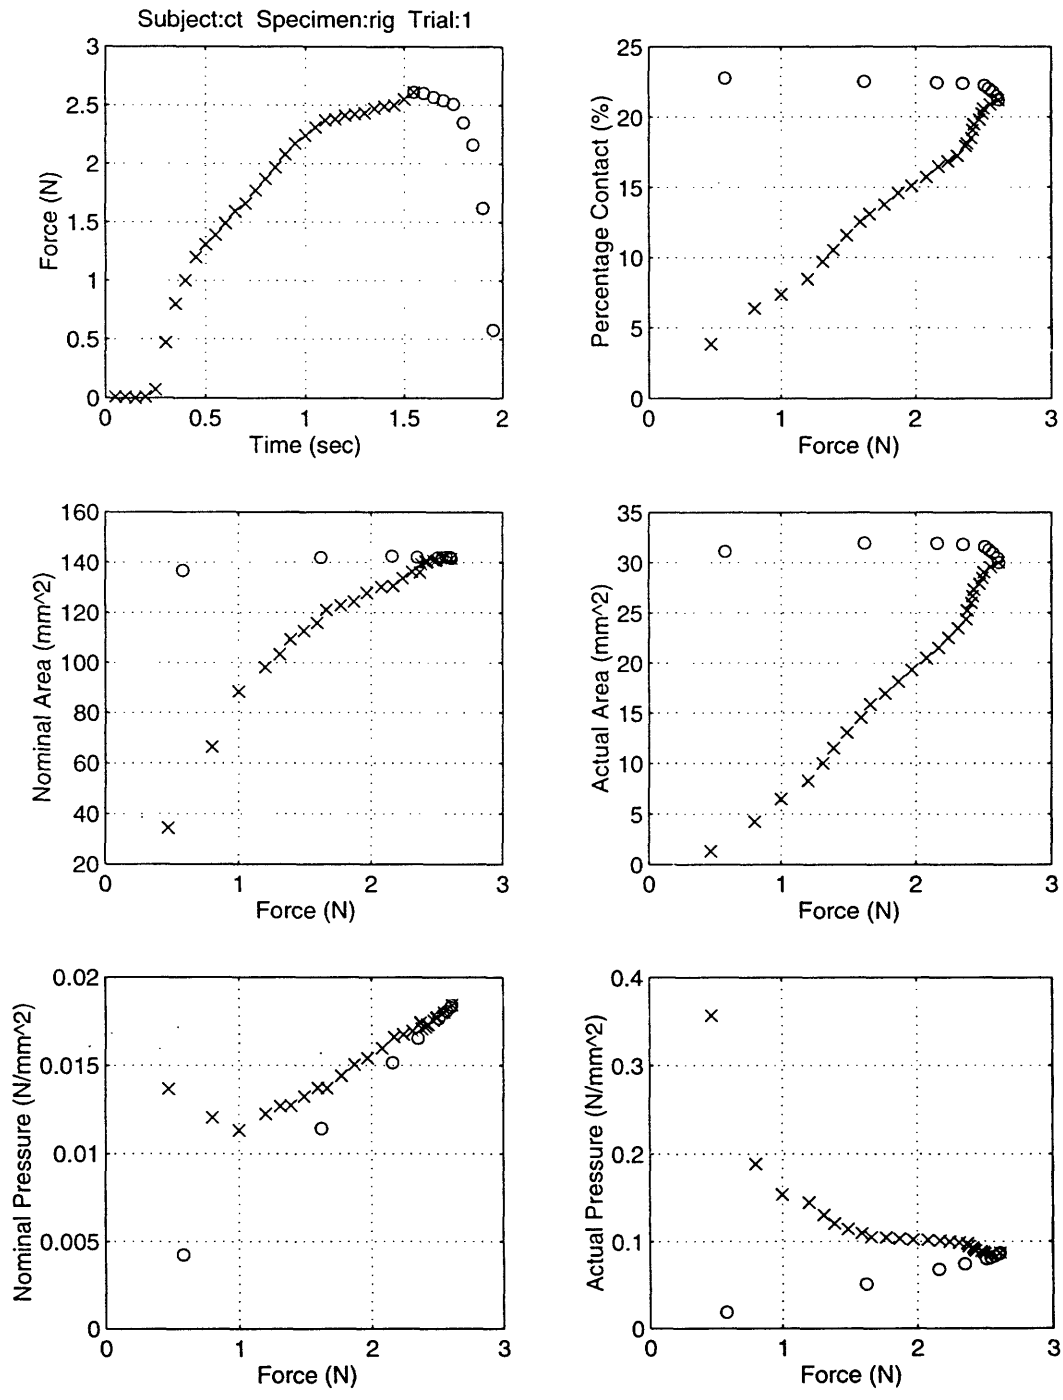 Subject:ct Specimen:rig Trial:1
3
2.5
2
1.5
1
0.5
0
Force (N)
0 0.5 1 1.5 2
Time (sec)
25
20
15
10
5
0
Percentage Contact (%)
0 1 2 3
Force (N)
160
140
120
100
80
60
40
20
Nominal Area (mm^2)
0 1 2 3
Force (N)
35
30
25
20
15
10
5
0
Actual Area (mm^2)
0 1 2 3
Force (N)
0.02
0.015
0.01
0.005
0
Nominal Pressure (N/mm^2)
0 1 2 3
Force (N)
0.4
0.3
0.2
0.1
0
Actual Pressure (N/mm^2)
0 1 2 3
Force (N)